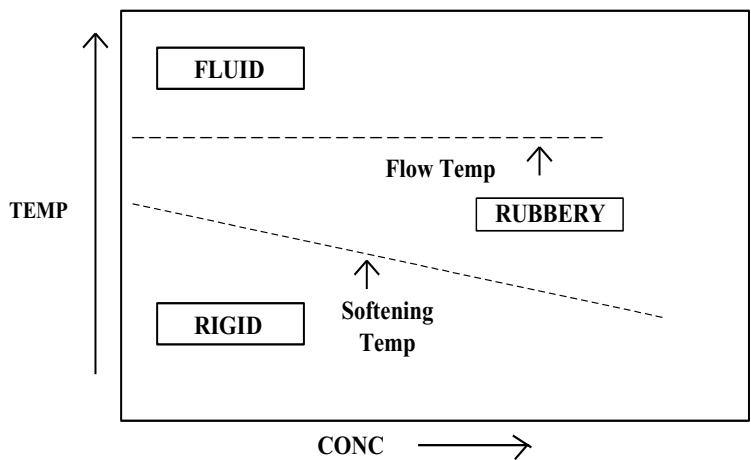 FLUID
Flow Temp
TEMP
RUBBERY
RIGID
Softening
Temp
CONC